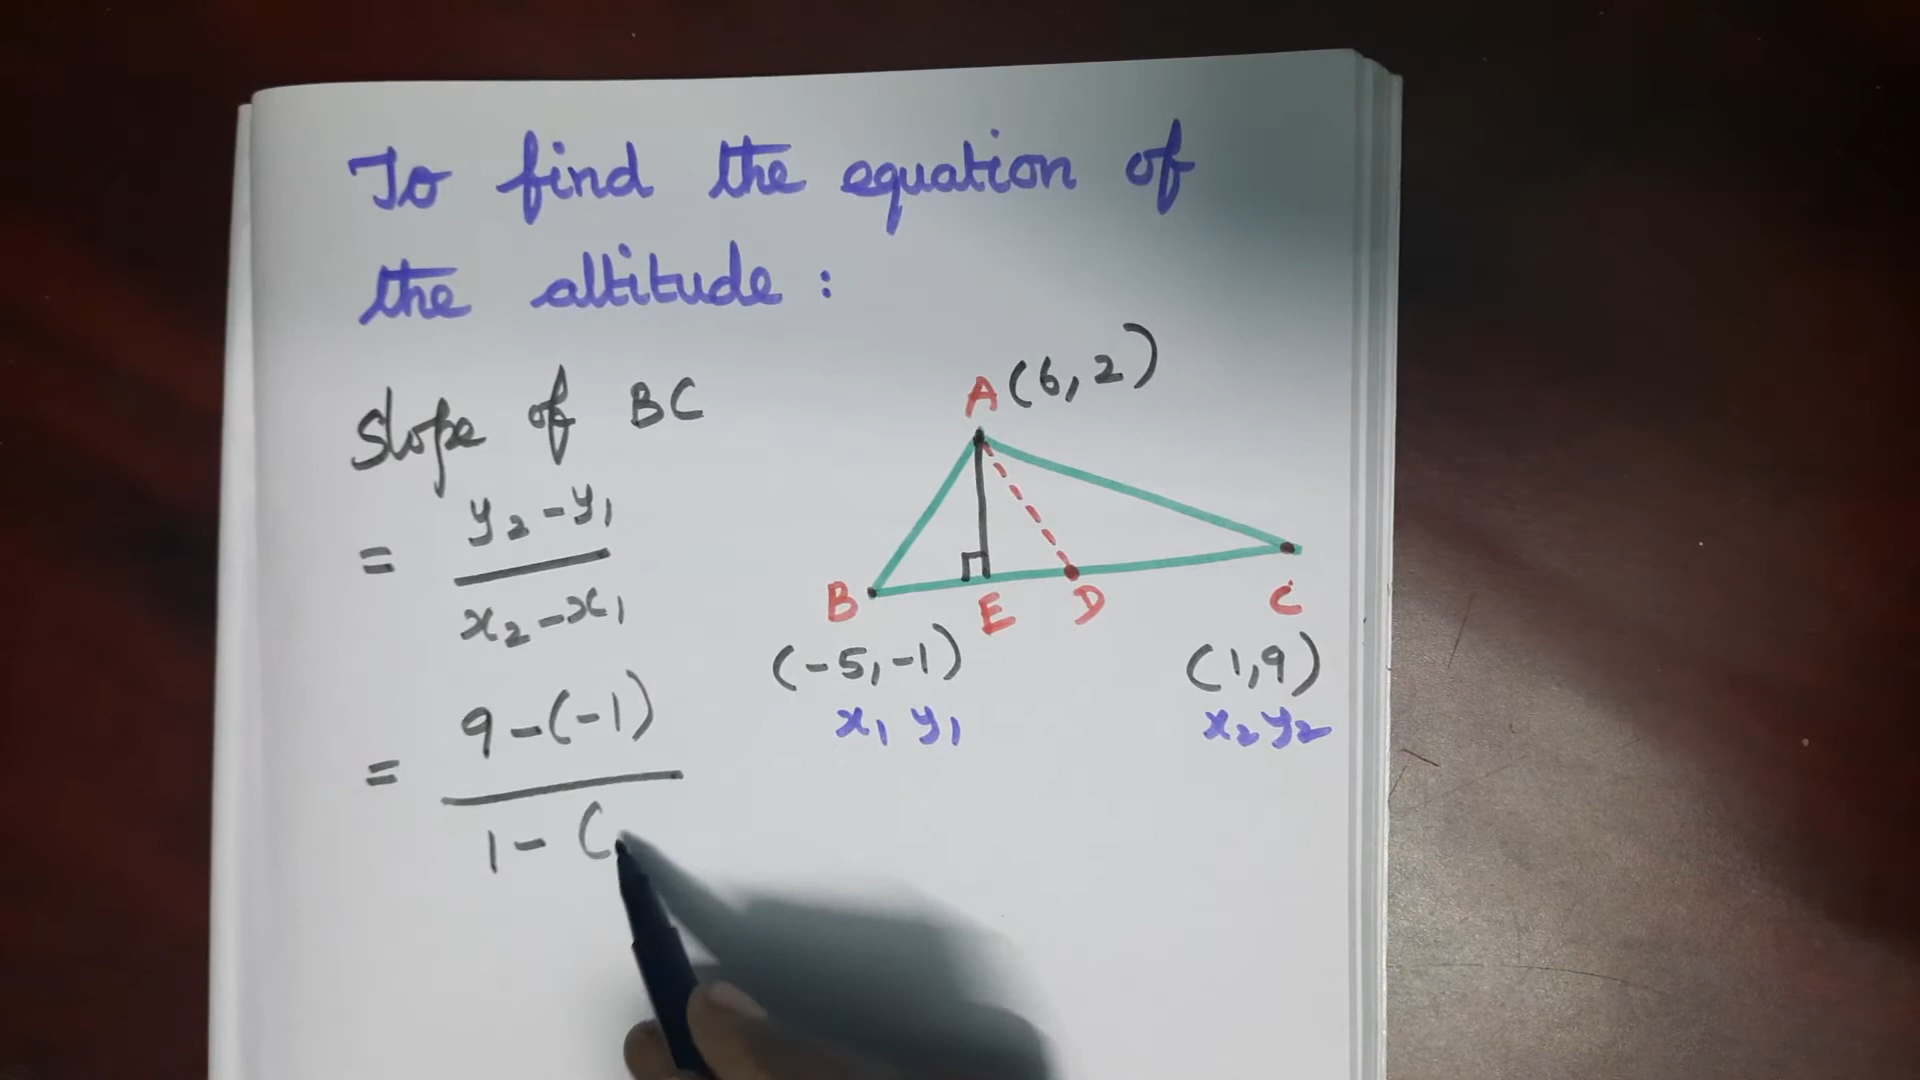 To find the equation of
the altitude :
Slope of BC
= y₂-y₁
x₂-x₁
= 9-(-1)
1-(
A(6,2)
B E D C
(-5,-1) (1,9)
x₁ y₁ x₂ y₂